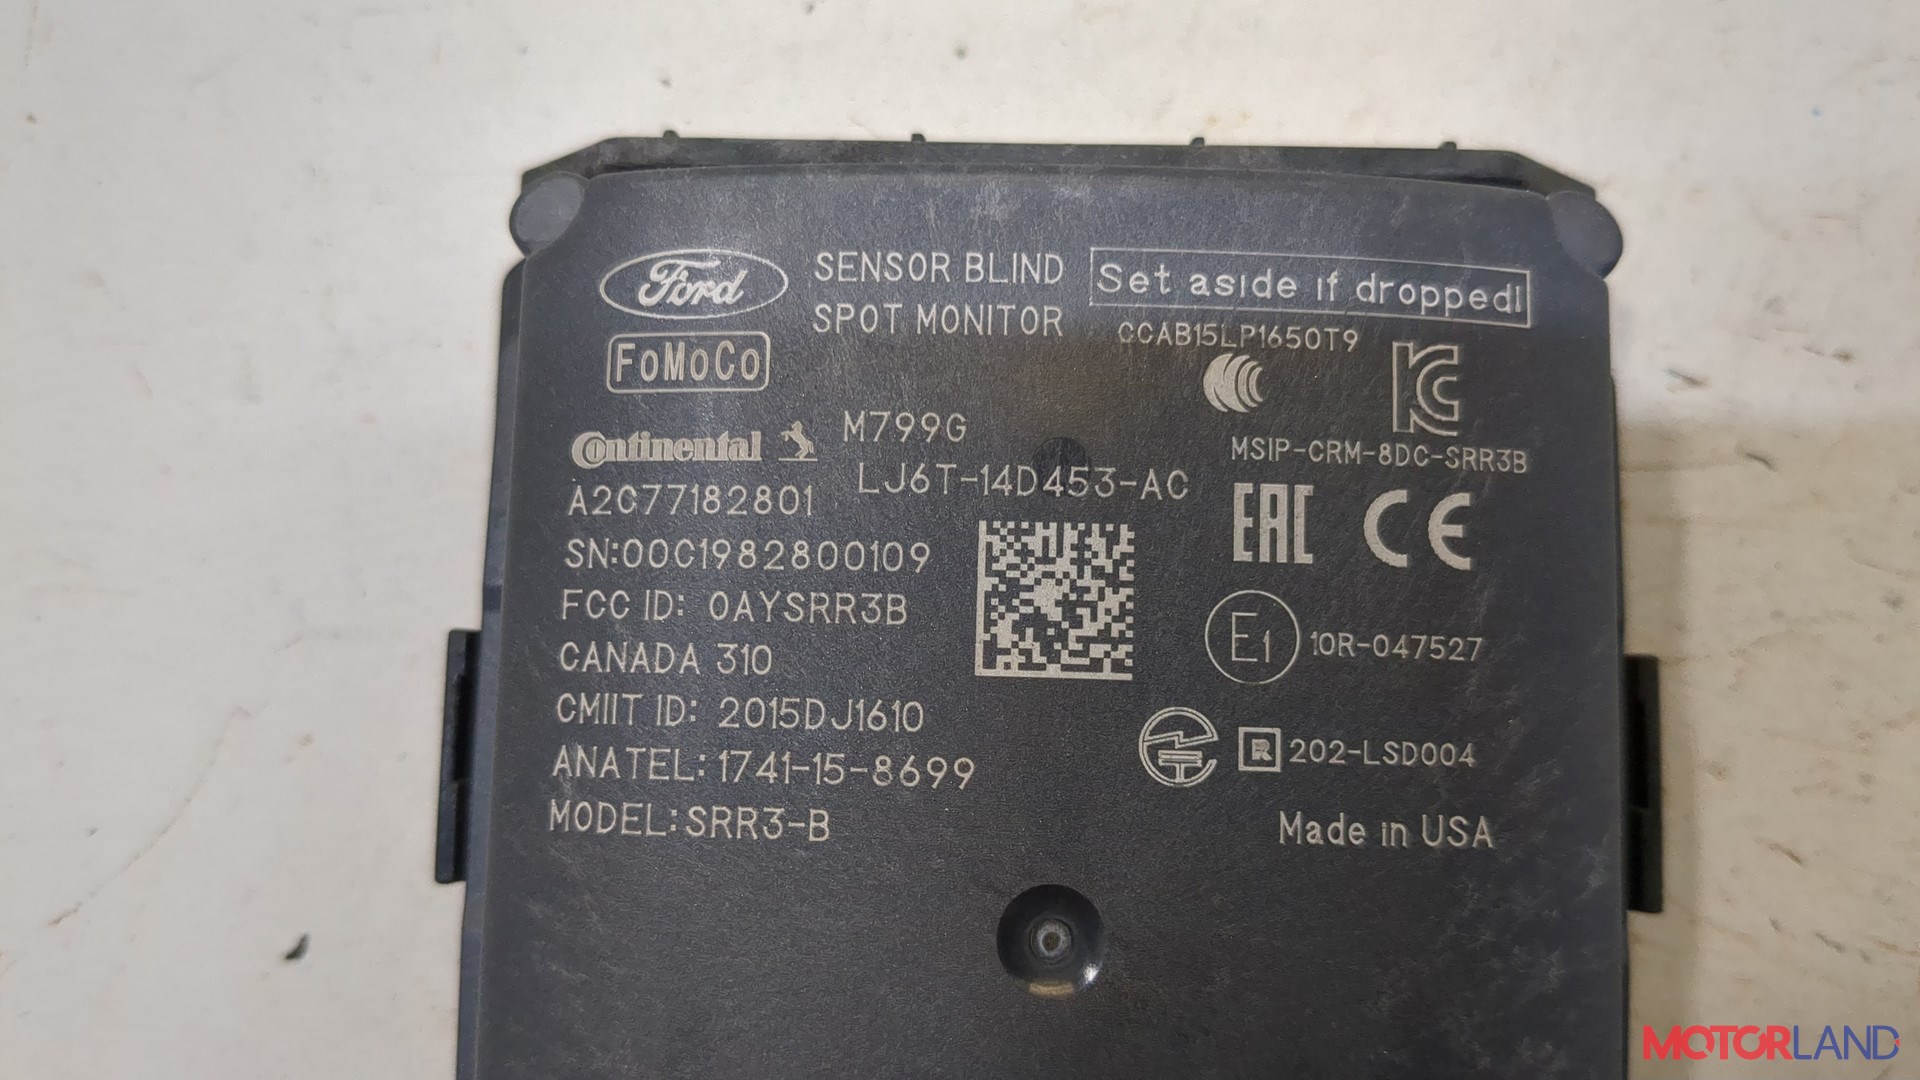 Ford
SENSOR BLIND
SPOT MONITOR
Set aside if dropped!
FoMoCo
CCAB15LP1650T9
Continental
M799G
LJ6T-14D453-AC
MSIP-CRM-8DC-SRR3B
A2C77182801
EAC CE
SN:00C1982800109
FCC ID: OAYSRR3B
CANADA 310
E1 10R-047527
CMIIT ID: 2015DJ1610
ANATEL: 1741-15-8699
R 202-LSD004
MODEL: SRR3-B
Made in USA
MOTORLAND